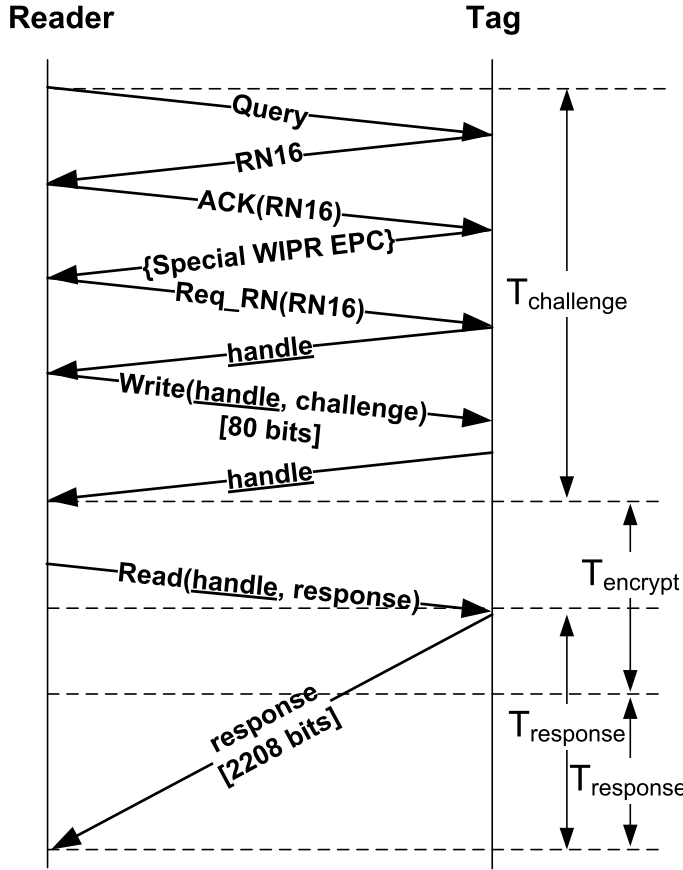 Reader
Tag
Query
RN16
ACK(RN16)
{Special WIPR EPC}
Req_RN(RN16)
T challenge
handle
Write(handle, challenge)
[80 bits]
handle
Read(handle, response)
T encrypt
response
[2208 bits]
T response
T response